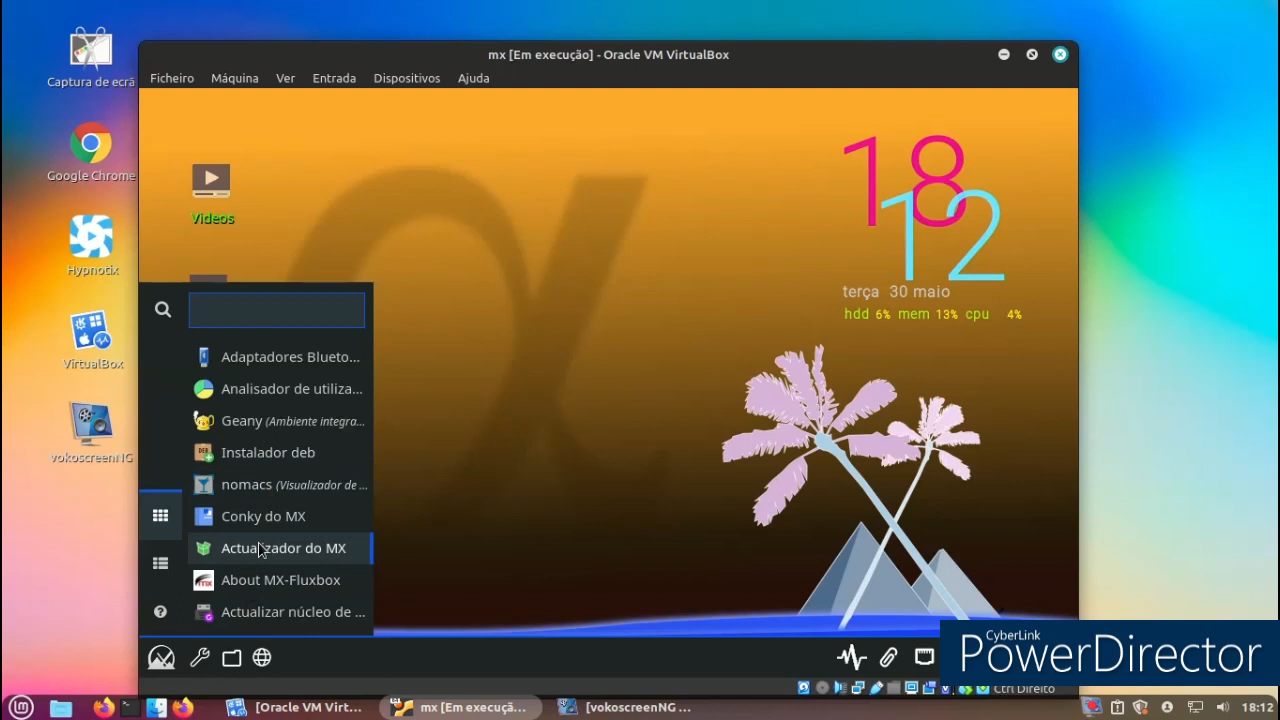 mx [Em execução] - Oracle VM VirtualBox
Ficheiro Máquina Ver Entrada Dispositivos Ajuda
Captura de ecrã
Google Chrome
Hypnotix
VirtualBox
vokoscreenNG
Videos
18
12
terça 30 maio
hdd 6% mem 13% cpu 4%
Adaptadores Blueto...
Analisador de utiliza...
Geany (Ambiente integra...
Instalador deb
nomacs (Visualizador de ...
Conky do MX
Actualizador do MX
About MX-Fluxbox
Actualizar núcleo de ...
CyberLink
PowerDirector
Ctrl Direito
[Oracle VM Virt...
mx [Em execuçã...
[vokoscreenNG ...
18:12